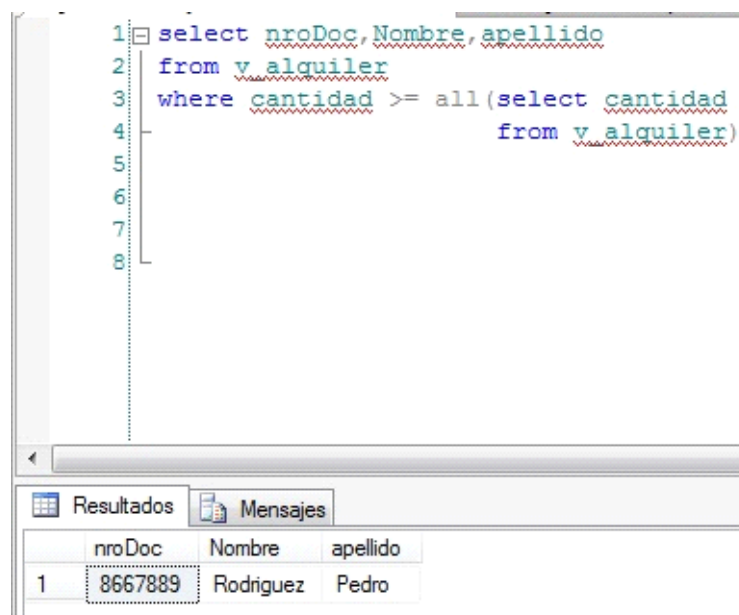 1 select nroDoc,Nombre,apellido
2 from v_alquiler
3 where cantidad >= all(select cantidad
4 from v_alquiler)
5
6
7
8
Resultados Mensajes
nroDoc Nombre apellido
1 8667889 Rodriguez Pedro